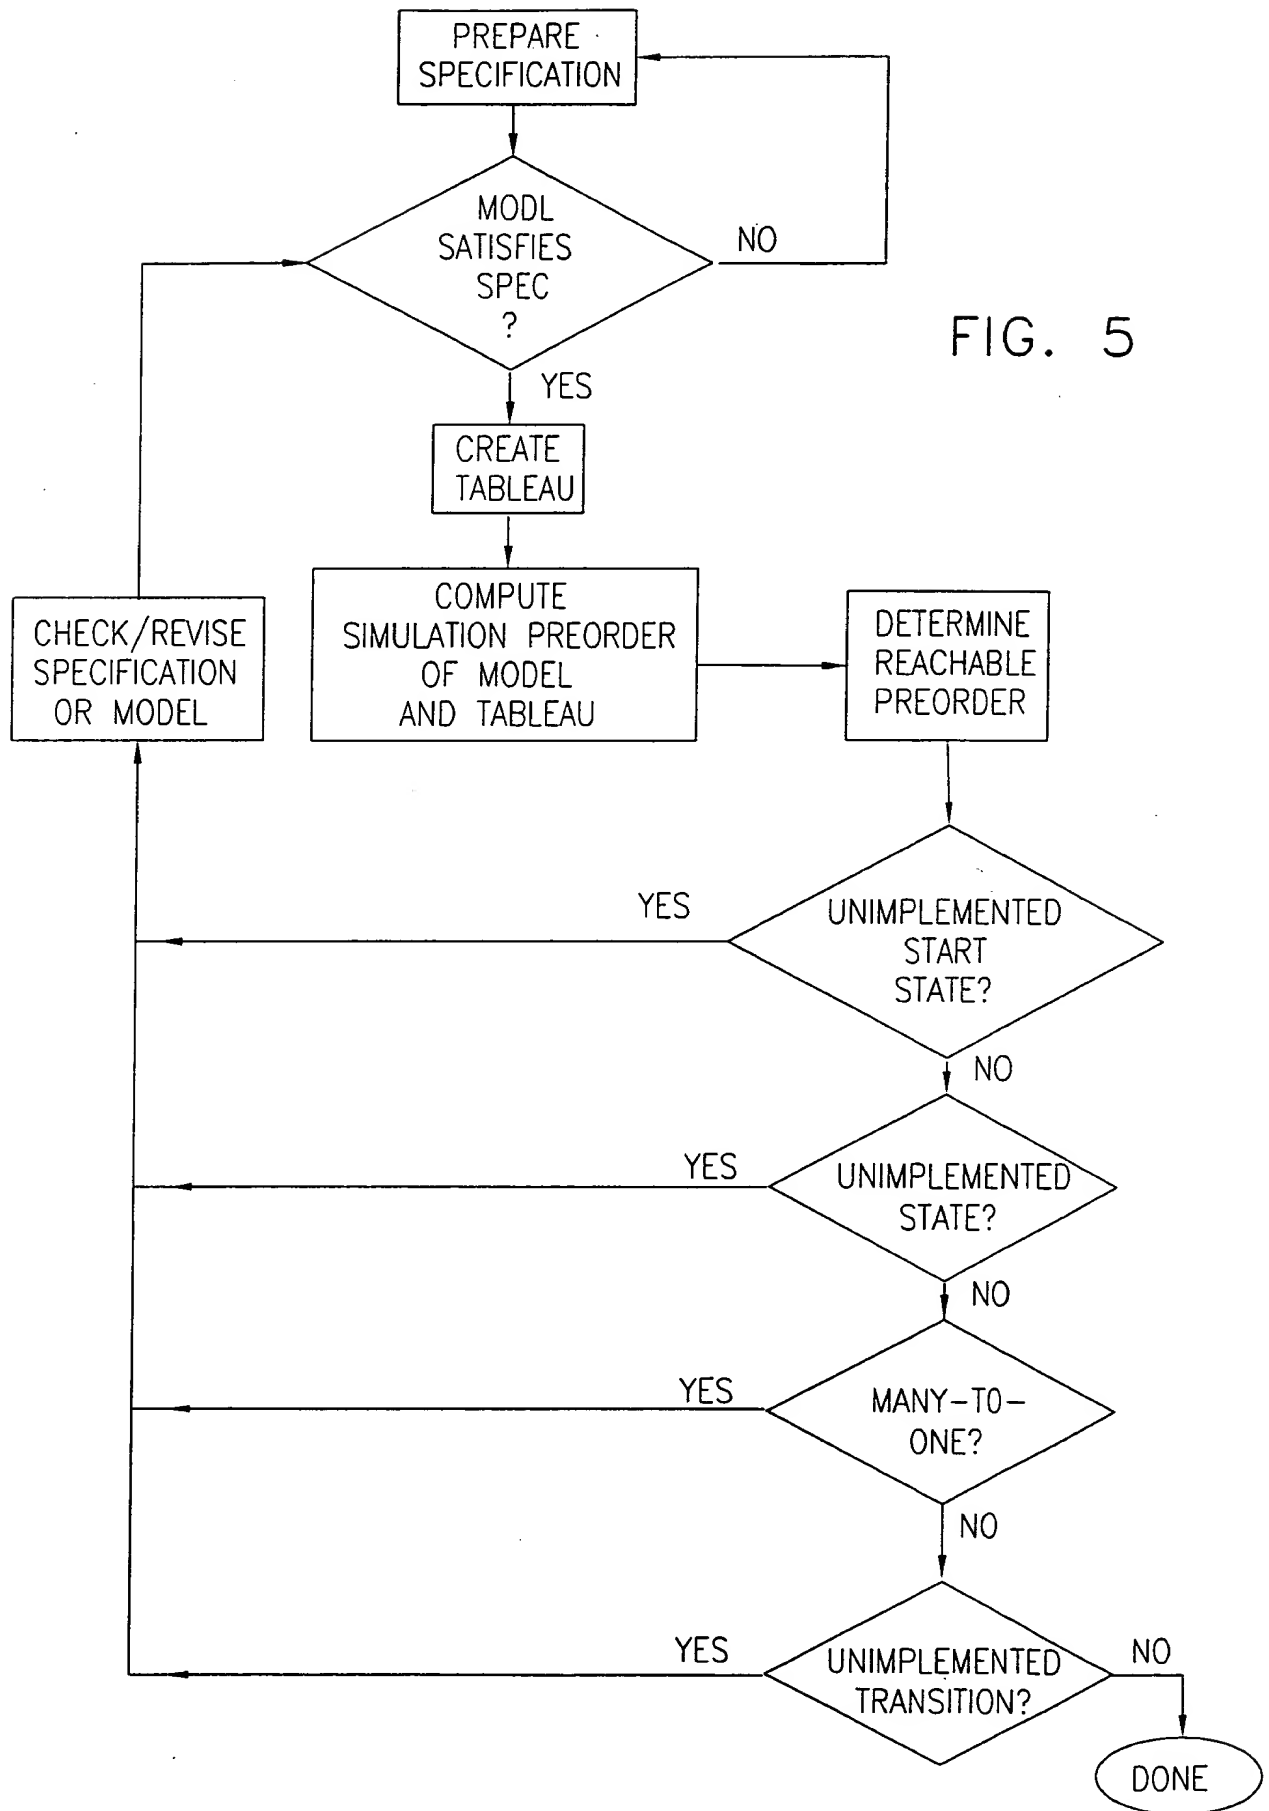 PREPARE
SPECIFICATION
MODL
SATISFIES
SPEC
?
NO
FIG. 5
YES
CREATE
TABLEAU
COMPUTE
SIMULATION PREORDER
OF MODEL
AND TABLEAU
DETERMINE
REACHABLE
PREORDER
CHECK/REVISE
SPECIFICATION
OR MODEL
YES
UNIMPLEMENTED
START
STATE?
NO
YES
UNIMPLEMENTED
STATE?
NO
YES
MANY-TO-
ONE?
NO
YES
UNIMPLEMENTED
TRANSITION?
NO
DONE